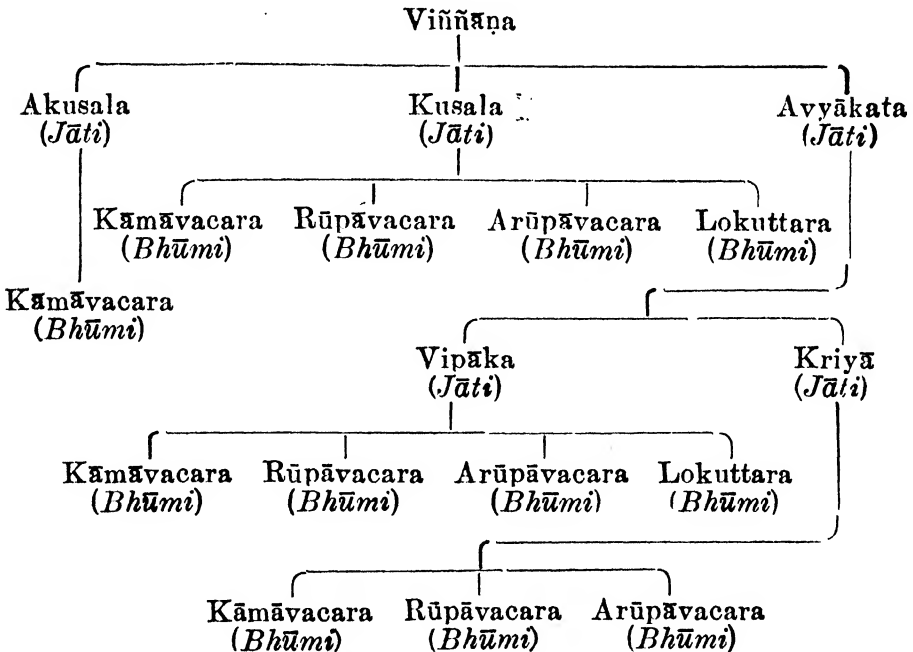 Viññāṇa
Akusala Kusala Avyākata
(Jāti) (Jāti) (Jāti)
Kāmāvacara Rūpāvacara Arūpāvacara Lokuttara
(Bhūmi) (Bhūmi) (Bhūmi) (Bhūmi)
Kāmāvacara
(Bhūmi)
Vipāka Kriyā
(Jāti) (Jāti)
Kāmāvacara Rūpāvacara Arūpāvacara Lokuttara
(Bhūmi) (Bhūmi) (Bhūmi) (Bhūmi)
Kāmāvacara Rūpāvacara Arūpāvacara
(Bhūmi) (Bhūmi) (Bhūmi)